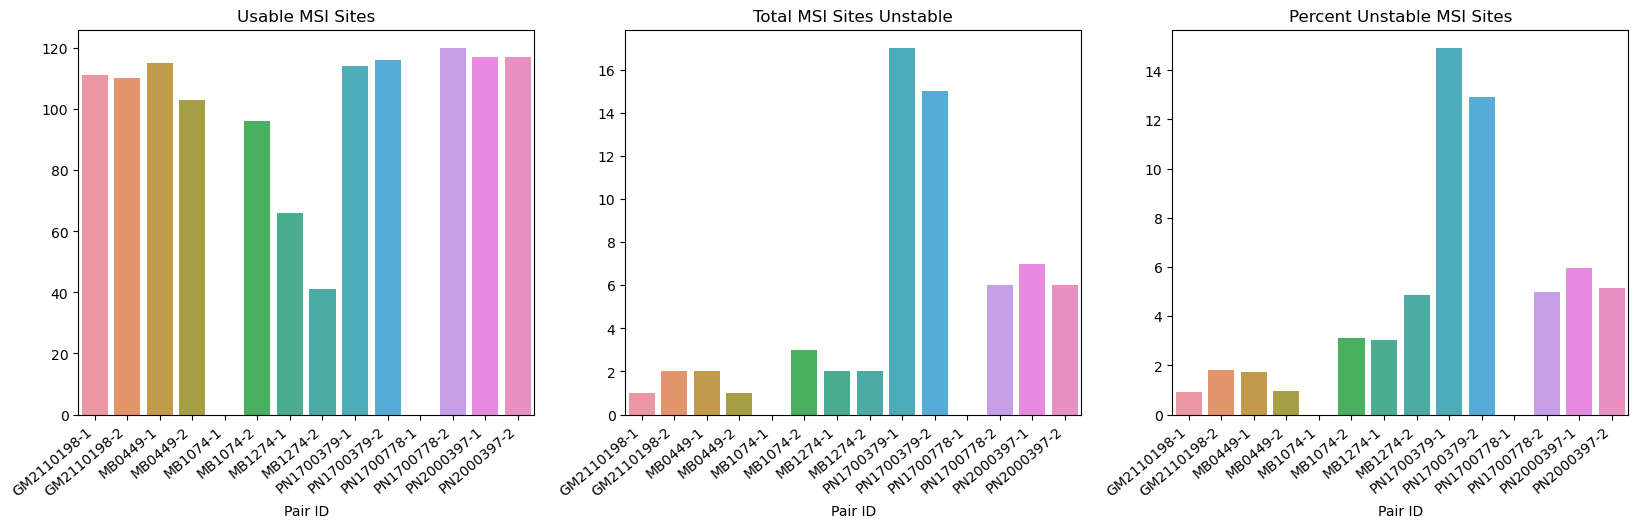 Usable MSI Sites
120
100
80
60
40
20
0
GM2110198-1
GM2110198-2
MB0449-1
MB0449-2
MB1074-1
MB1074-2
MB1274-1
MB1274-2
PN1700379-1
PN1700379-2
PN1700778-1
PN1700778-2
PN2000397-1
PN2000397-2
Pair ID
Total MSI Sites Unstable
16
14
12
10
8
6
4
2
0
GM2110198-1
GM2110198-2
MB0449-1
MB0449-2
MB1074-1
MB1074-2
MB1274-1
MB1274-2
PN1700379-1
PN1700379-2
PN1700778-1
PN1700778-2
PN2000397-1
PN2000397-2
Percent Unstable MSI Sites
14
12
10
8
6
4
2
0
GM2110198-1
GM2110198-2
MB0449-1
MB0449-2
MB1074-1
MB1074-2
MB1274-1
MB1274-2
PN1700379-1
PN1700379-2
PN1700778-1
PN1700778-2
PN2000397-1
PN2000397-2
Pair ID